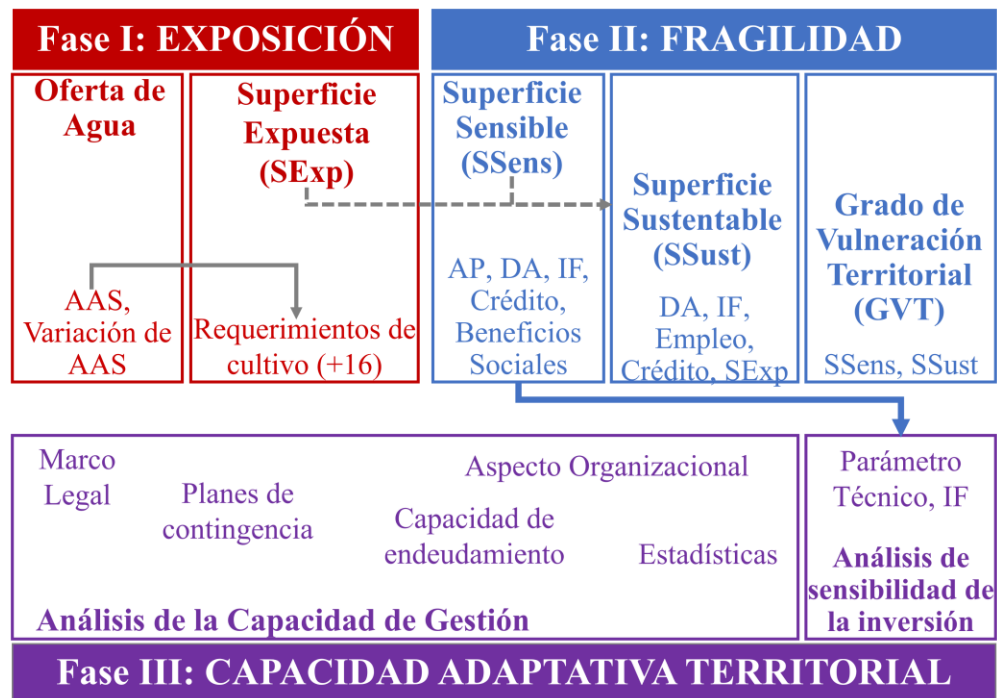 Fase I: EXPOSICIÓN
Oferta de
Agua
AAS,
Variación de
AAS
Superficie
Expuesta
(SExp)
Requerimientos de
cultivo (+16)
Fase II: FRAGILIDAD
Superficie
Sensible
(SSens)
AP, DA, IF,
Crédito,
Beneficios
Sociales
Superficie
Sustentable
(SSust)
DA, IF,
Empleo,
Crédito, SExp
Grado de
Vulneración
Territorial
(GVT)
SSens, SSust
Marco
Legal
Planes de
contingencia
Aspecto Organizacional
Capacidad de
endeudamiento
Estadísticas
Análisis de la Capacidad de Gestión
Parámetro
Técnico, IF
Análisis de
sensibilidad de
la inversión
Fase III: CAPACIDAD ADAPTATIVA TERRITORIAL